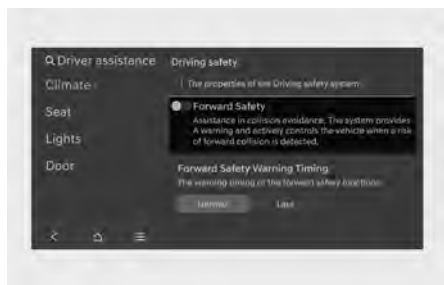 Driver assistance
Climate
Seat
Lights
Door
Driving safety
The properties of the Driving safety system
Forward Safety
Assistance in collision avoidance. The system provides
A warning and actively controls the vehicle when a risk
of forward collision is detected.
Forward Safety Warning Timing
The warning timing of the forward safety functions.
Normal
Late